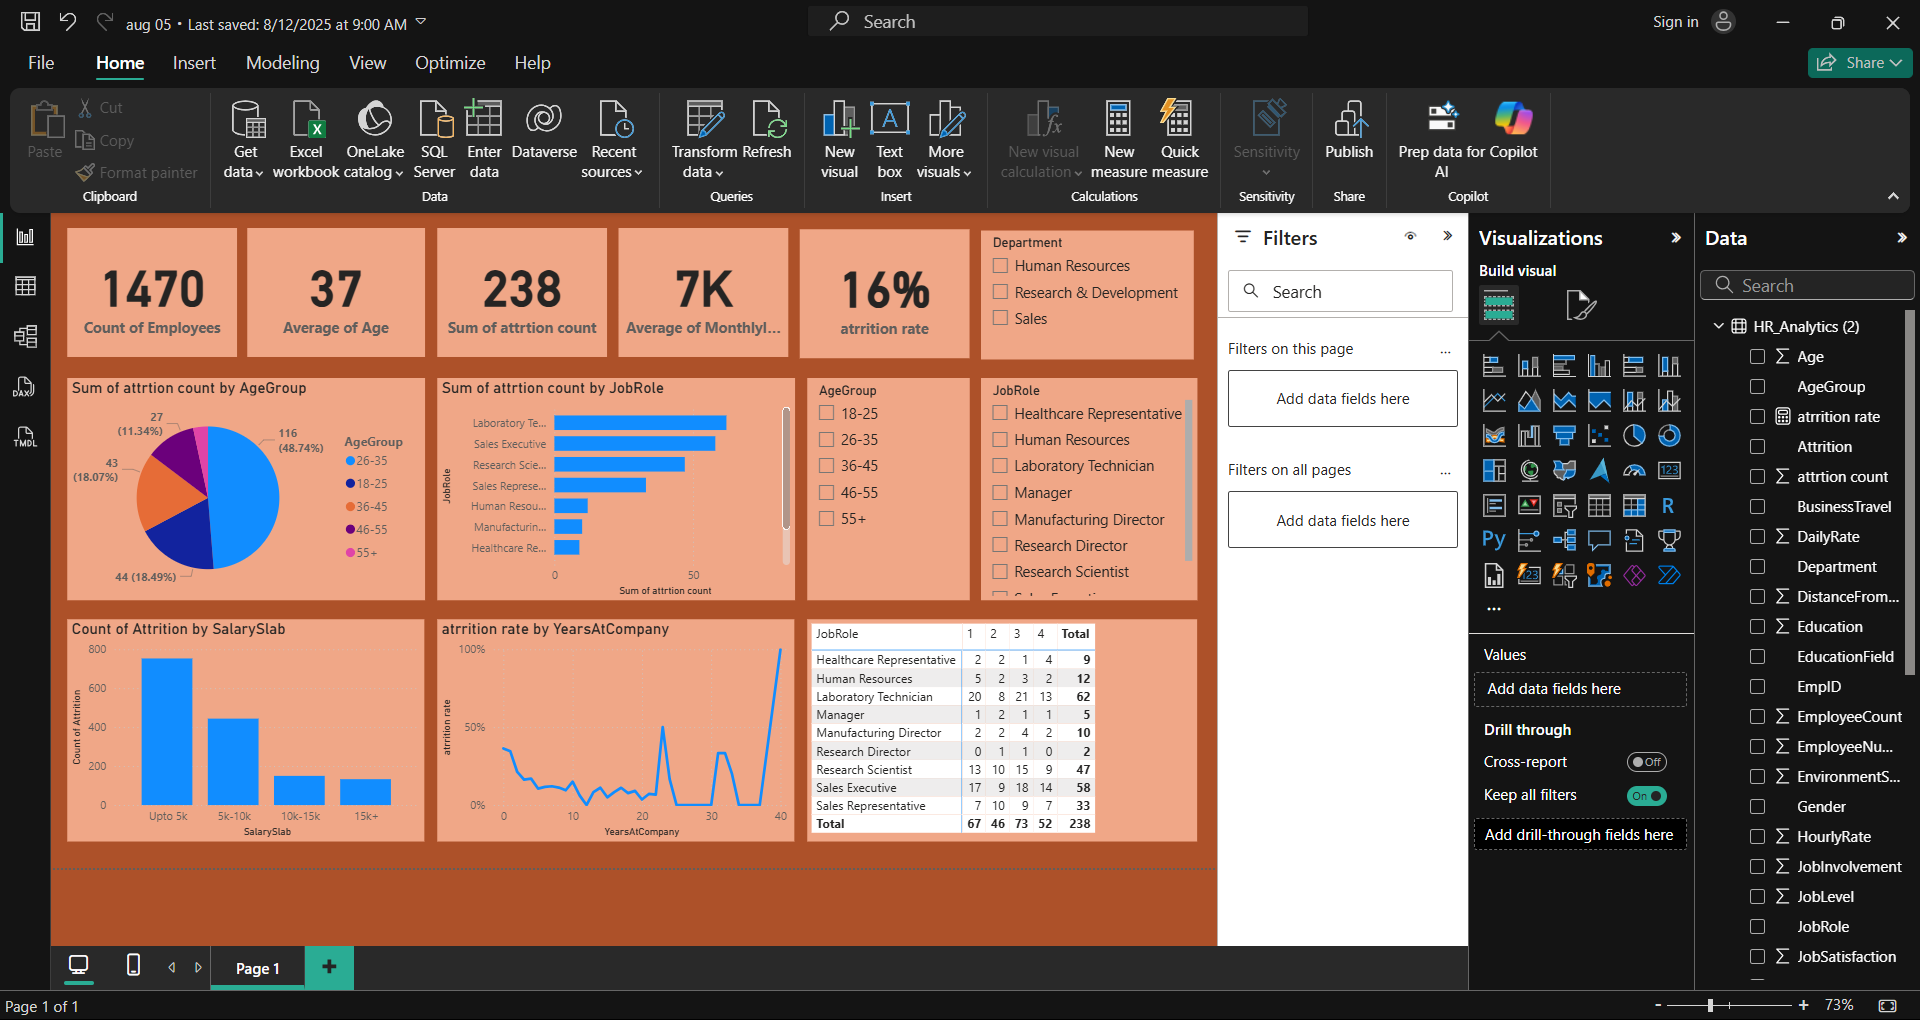 aug 05 • Last saved: 8/12/2025 at 9:00 AM
Search
Sign in
File
Home
Insert
Modeling
View
Optimize
Help
Share
Paste
Cut
Copy
Format painter
Clipboard
Get data
Excel workbook
OneLake catalog
SQL Server
Enter data
Dataverse
Recent sources
Data
Transform data
Refresh
Queries
New visual
Text box
More visuals
Insert
New visual calculation
New measure
Quick measure
Calculations
Sensitivity
Sensitivity
Publish
Share
Prep data for AI
Copilot
Copilot
DAX
TMDL
1470
Count of Employees
37
Average of Age
238
Sum of attrtion count
7K
Average of Monthlyl...
16%
atrrition rate
Department
Human Resources
Research & Development
Sales
Sum of attrtion count by AgeGroup
27
(11.34%)
116
(48.74%)
43
(18.07%)
44 (18.49%)
AgeGroup
26-35
18-25
36-45
46-55
55+
Sum of attrtion count by JobRole
JobRole
Laboratory Te...
Sales Executive
Research Scie...
Sales Represe...
Human Resou...
Manufacturin...
Healthcare Re...
0
50
Sum of attrtion count
AgeGroup
18-25
26-35
36-45
46-55
55+
JobRole
Healthcare Representative
Human Resources
Laboratory Technician
Manager
Manufacturing Director
Research Director
Research Scientist
Count of Attrition by SalarySlab
Count of Attrition
800
600
400
200
0
Upto 5k
5k-10k
10k-15k
15k+
SalarySlab
atrrition rate by YearsAtCompany
atrrition rate
100%
50%
0%
0
10
20
30
40
YearsAtCompany
JobRole 1 2 3 4 Total
Healthcare Representative 2 2 1 4 9
Human Resources 5 2 3 2 12
Laboratory Technician 20 8 21 13 62
Manager 1 2 1 1 5
Manufacturing Director 2 2 4 2 10
Research Director 0 1 1 0 2
Research Scientist 13 10 15 9 47
Sales Executive 17 9 18 14 58
Sales Representative 7 10 9 7 33
Total 67 46 73 52 238
Filters
Search
Filters on this page
...
Add data fields here
Filters on all pages
...
Add data fields here
Visualizations
Build visual
123
R
Py
123
...
Values
Add data fields here
Drill through
Cross-report
Off
Keep all filters
On
Add drill-through fields here
Data
Search
HR_Analytics (2)
Age
AgeGroup
atrrition rate
Attrition
attrtion count
BusinessTravel
DailyRate
Department
DistanceFrom...
Education
EducationField
EmpID
EmployeeCount
EmployeeNu...
EnvironmentS...
Gender
HourlyRate
JobInvolvement
JobLevel
JobRole
JobSatisfaction
Page 1
Page 1 of 1
- + 73%